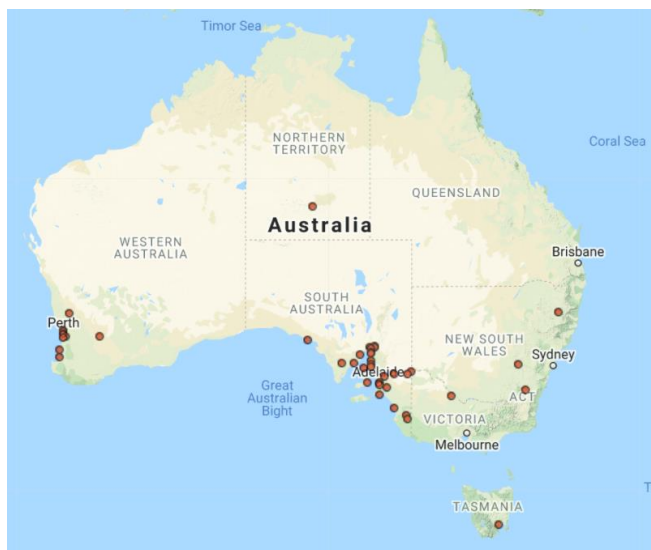 Timor Sea
NORTHERN
TERRITORY
Coral Sea
QUEENSLAND
Australia
WESTERN
AUSTRALIA
Brisbane
SOUTH
AUSTRALIA
Perth
NEW SOUTH
WALES
Sydney
Adelaide
Great
Australian
Bight
ACT
VICTORIA
Melbourne
T
TASMANIA